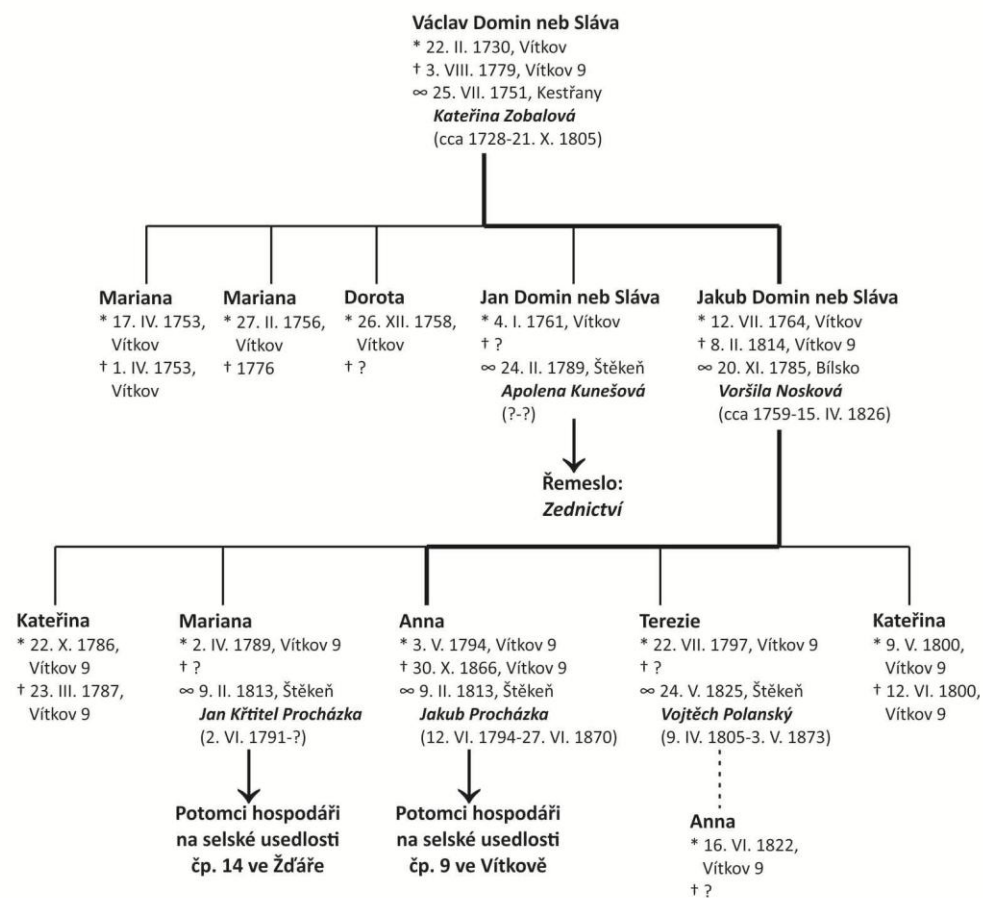 Václav Domin neb Sláva
* 22. II. 1730, Vítkov
† 3. VIII. 1779, Vítkov 9
∞ 25. VII. 1751, Kestřany
Kateřina Zobalová
(cca 1728-21. X. 1805)
Mariana
* 17. IV. 1753,
Vítkov
† 1. IV. 1753,
Vítkov
Mariana
* 27. II. 1756,
Vítkov
† 1776
Dorota
* 26. XII. 1758,
Vítkov
† ?
Jan Domin neb Sláva
* 4. I. 1761, Vítkov
† ?
∞ 24. II. 1789, Štěkeň
Apolena Kunešová
(?-?)
Řemeslo:
Zednictví
Jakub Domin neb Sláva
* 12. VII. 1764, Vítkov
† 8. II. 1814, Vítkov 9
∞ 20. XI. 1785, Bílsko
Voršila Nosková
(cca 1759-15. IV. 1826)
Kateřina
* 22. X. 1786,
Vítkov 9
† 23. III. 1787,
Vítkov 9
Mariana
* 2. IV. 1789, Vítkov 9
† ?
∞ 9. II. 1813, Štěkeň
Jan Křtitel Procházka
(2. VI. 1791-?)
Potomci hospodáři
na selské usedlosti
čp. 14 ve Žďáře
Anna
* 3. V. 1794, Vítkov 9
† 30. X. 1866, Vítkov 9
∞ 9. II. 1813, Štěkeň
Jakub Procházka
(12. VI. 1794-27. VI. 1870)
Potomci hospodáři
na selské usedlosti
čp. 9 ve Vítkově
Terezie
* 22. VII. 1797, Vítkov 9
† ?
∞ 24. V. 1825, Štěkeň
Vojtěch Polanský
(9. IV. 1805-3. V. 1873)
Anna
* 16. VI. 1822,
Vítkov 9
† ?
Kateřina
* 9. V. 1800,
Vítkov 9
† 12. VI. 1800,
Vítkov 9